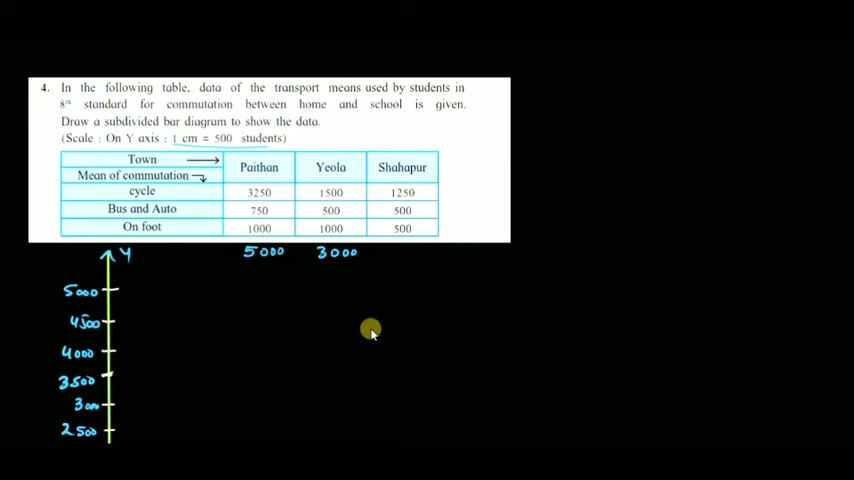 4. In the following table, data of the transport means used by students in
8th standard for commutation between home and school is given.
Draw a subdivided bar diagram to show the data.
(Scale : On Y axis : 1 cm = 500 students)
Town → Paithan Yeola Shahapur
Mean of commutation
cycle 3250 1500 1250
Bus and Auto 750 500 500
On foot 1000 1000 500
5000 3000
Y
5000
4500
4000
3500
3000
2500